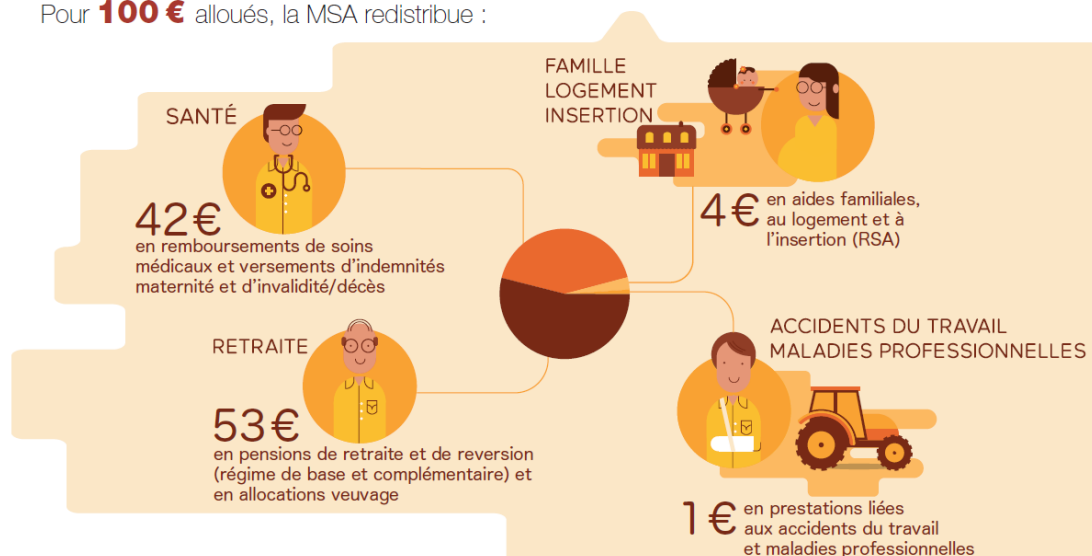 Pour 100 € alloués, la MSA redistribue :
SANTÉ
42€
en remboursements de soins
médicaux et versements d'indemnités
maternité et d'invalidité/décès
FAMILLE
LOGEMENT
INSERTION
4€ en aides familiales,
au logement et à
l'insertion (RSA)
RETRAITE
53€
en pensions de retraite et de reversion
(régime de base et complémentaire) et
en allocations veuvage
ACCIDENTS DU TRAVAIL
MALADIES PROFESSIONNELLES
1€ en prestations liées
aux accidents du travail
et maladies professionnelles